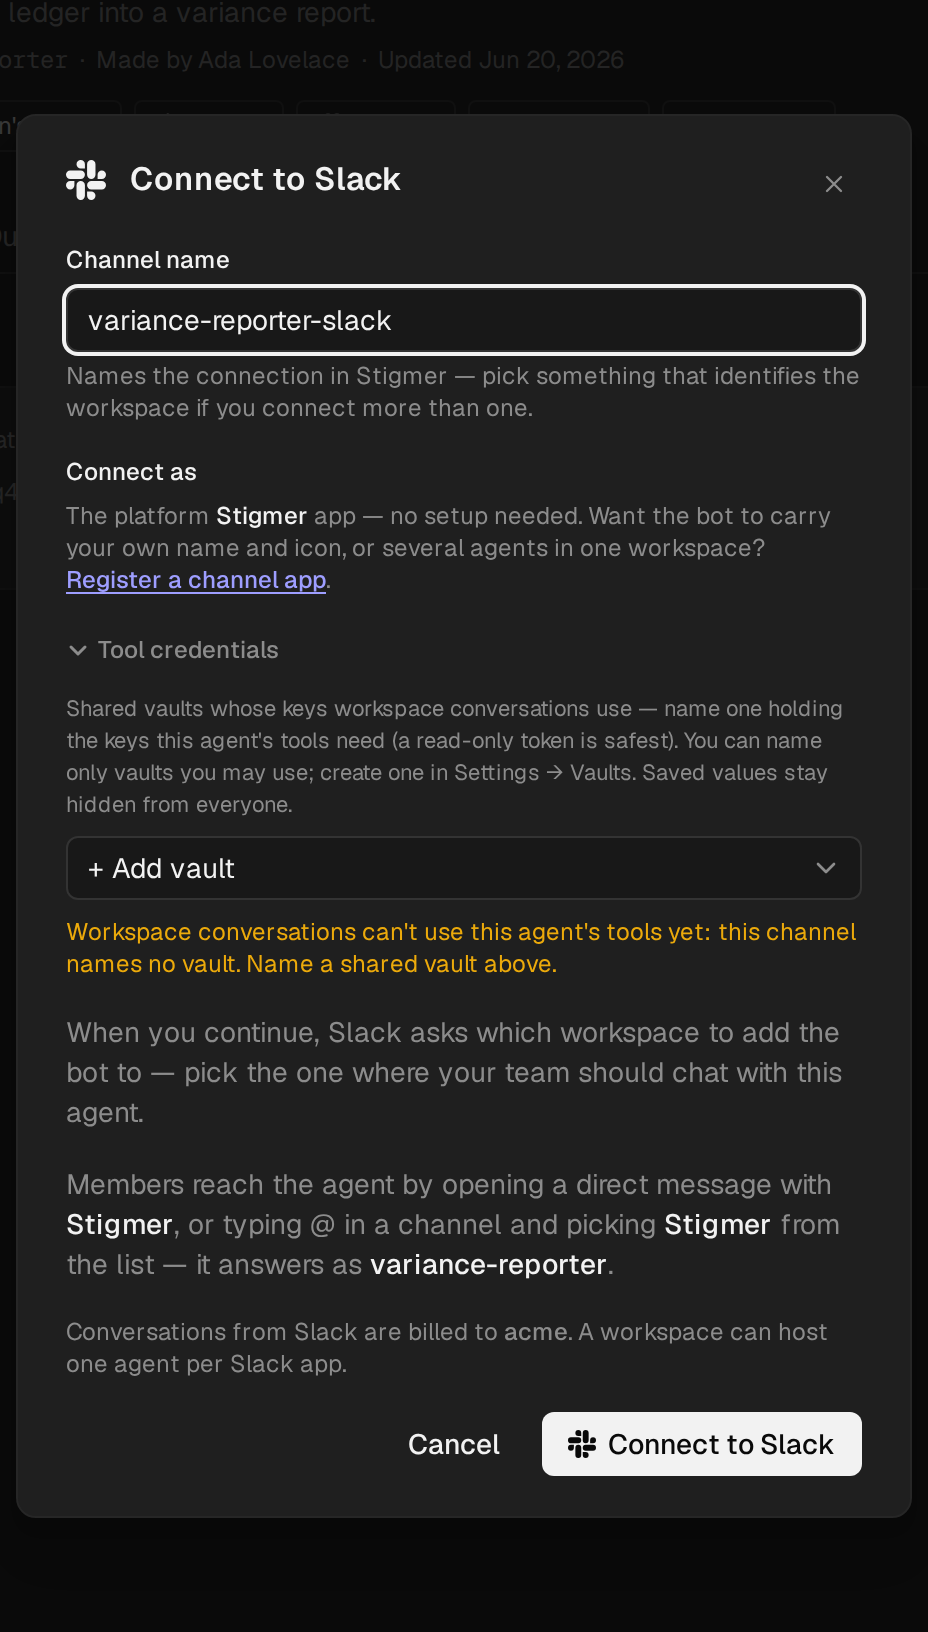 ledger into a variance report.
orter · Made by Ada Lovelace · Updated Jun 20, 2026
Connect to Slack
Channel name
variance-reporter-slack
Names the connection in Stigmer — pick something that identifies the
workspace if you connect more than one.
Connect as
The platform Stigmer app — no setup needed. Want the bot to carry
your own name and icon, or several agents in one workspace?
Register a channel app.
Tool credentials
Shared vaults whose keys workspace conversations use — name one holding
the keys this agent's tools need (a read-only token is safest). You can name
only vaults you may use; create one in Settings → Vaults. Saved values stay
hidden from everyone.
+ Add vault
Workspace conversations can't use this agent's tools yet: this channel
names no vault. Name a shared vault above.
When you continue, Slack asks which workspace to add the
bot to — pick the one where your team should chat with this
agent.
Members reach the agent by opening a direct message with
Stigmer, or typing @ in a channel and picking Stigmer from
the list — it answers as variance-reporter.
Conversations from Slack are billed to acme. A workspace can host
one agent per Slack app.
Cancel
Connect to Slack